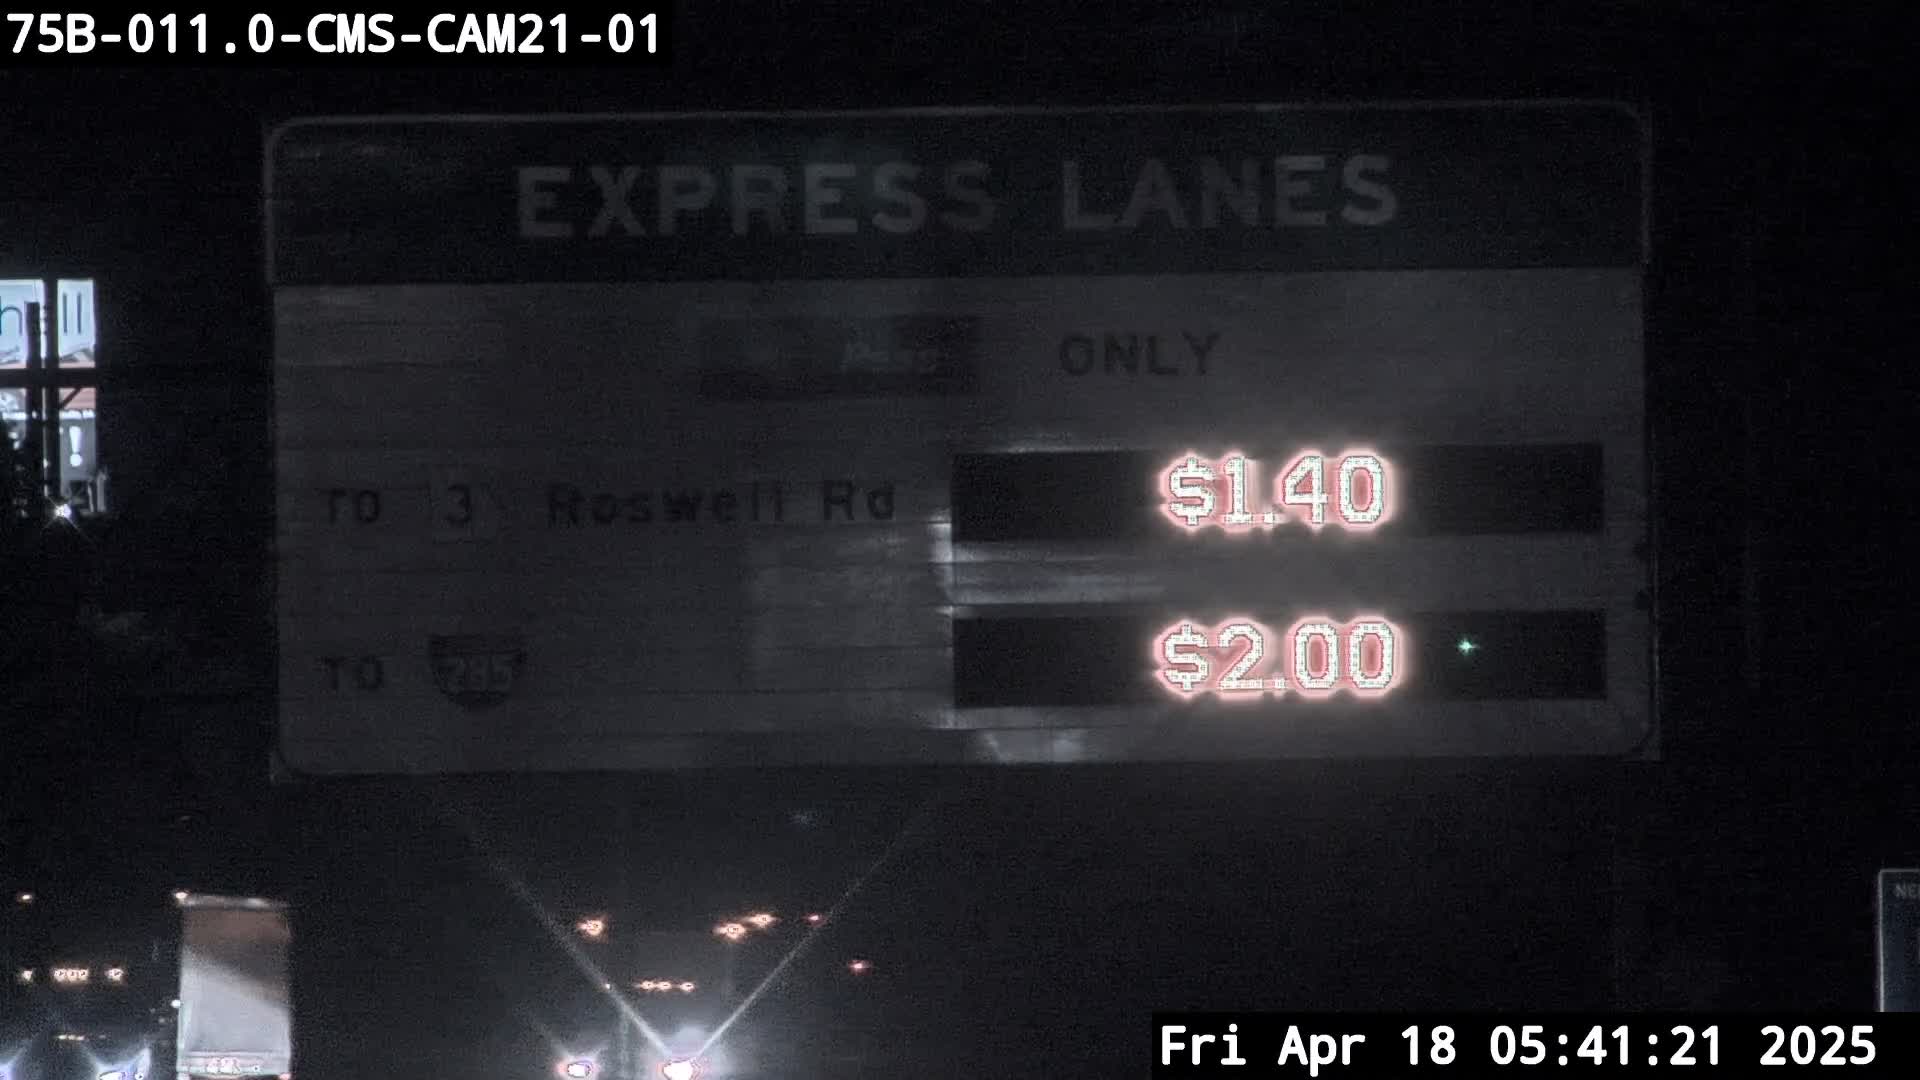 75B-011.0-CMS-CAM21-01
EXPRESS LANES
ONLY
TO 3 Roswell Rd $1.40
TO 285 $2.00
Fri Apr 18 05:41:21 2025